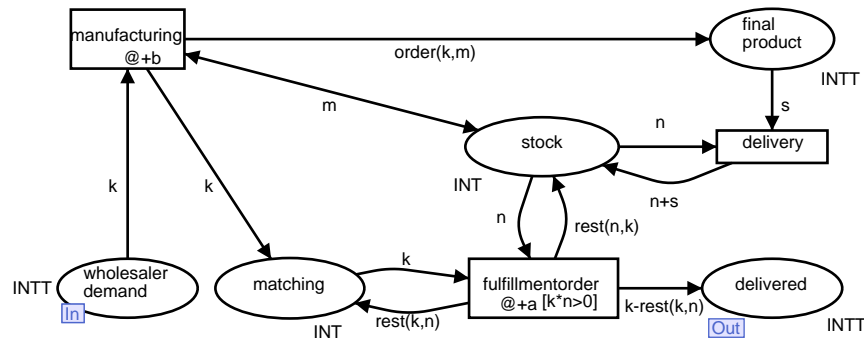 manufacturing
@+b
order(k,m)
final
product
INTT
m
s
stock
n
delivery
INT
n+s
k
k
n
rest(n,k)
INTT
wholesaler
demand
In
matching
INT
k
rest(k,n)
fulfillmentorder
@+a [k*n>0]
k-rest(k,n)
delivered
Out
INTT